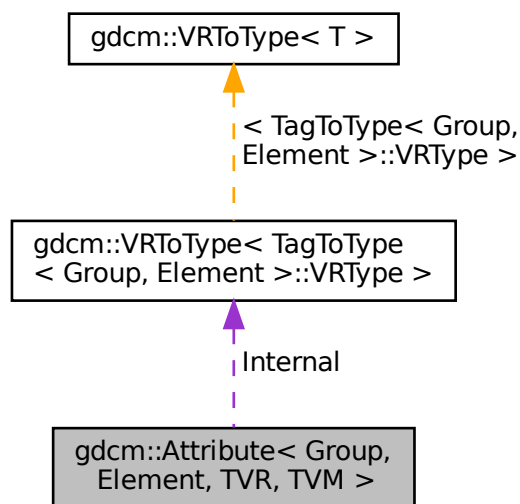 gdcm::VRToType< T >
< TagToType< Group,
Element >::VRType >
gdcm::VRToType< TagToType
< Group, Element >::VRType >
Internal
gdcm::Attribute< Group,
Element, TVR, TVM >